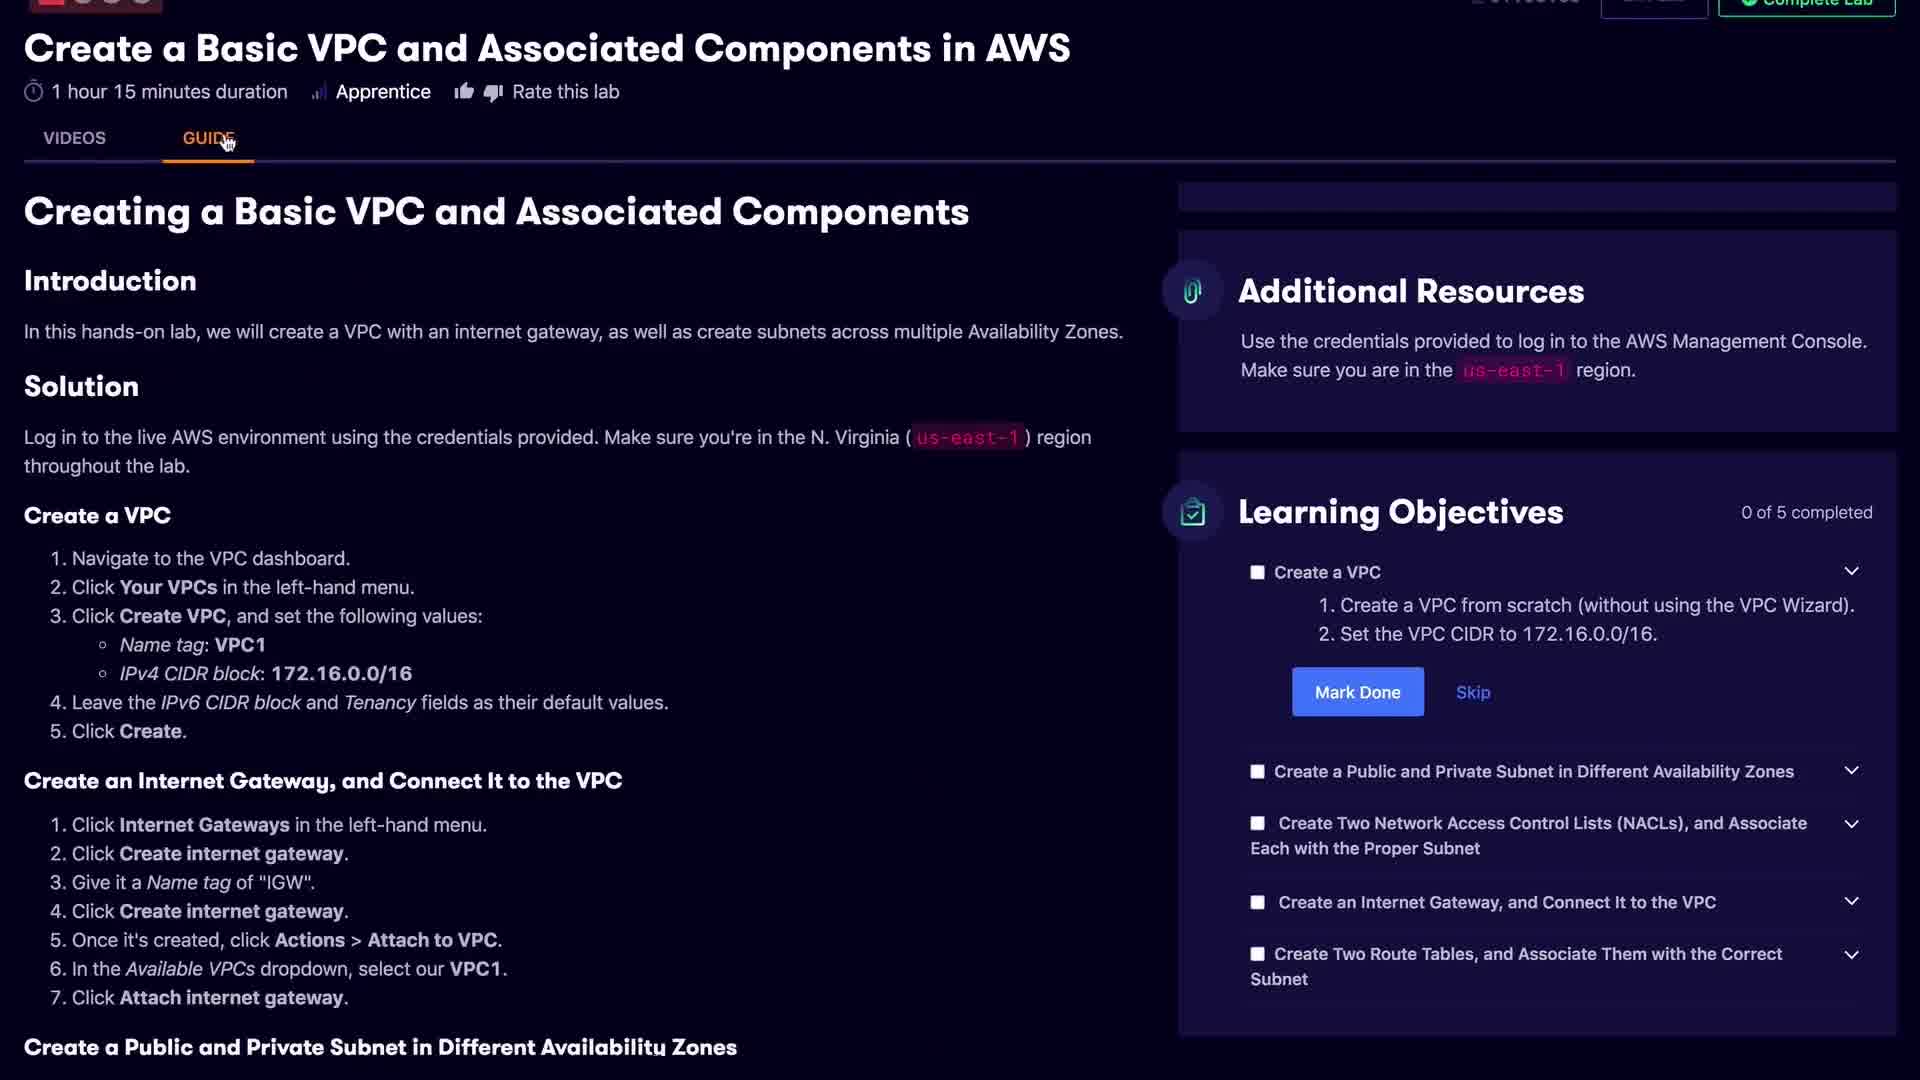 Complete Lab
Create a Basic VPC and Associated Components in AWS
1 hour 15 minutes duration Apprentice Rate this lab
VIDEOS GUIDE
Creating a Basic VPC and Associated Components
Introduction
In this hands-on lab, we will create a VPC with an internet gateway, as well as create subnets across multiple Availability Zones.
Solution
Log in to the live AWS environment using the credentials provided. Make sure you're in the N. Virginia ( us-east-1 ) region
throughout the lab.
Create a VPC
1. Navigate to the VPC dashboard.
2. Click Your VPCs in the left-hand menu.
3. Click Create VPC, and set the following values:
◦ Name tag: VPC1
◦ IPv4 CIDR block: 172.16.0.0/16
4. Leave the IPv6 CIDR block and Tenancy fields as their default values.
5. Click Create.
Create an Internet Gateway, and Connect It to the VPC
1. Click Internet Gateways in the left-hand menu.
2. Click Create internet gateway.
3. Give it a Name tag of "IGW".
4. Click Create internet gateway.
5. Once it's created, click Actions > Attach to VPC.
6. In the Available VPCs dropdown, select our VPC1.
7. Click Attach internet gateway.
Create a Public and Private Subnet in Different Availability Zones
Additional Resources
Use the credentials provided to log in to the AWS Management Console.
Make sure you are in the us-east-1 region.
Learning Objectives
0 of 5 completed
Create a VPC
1. Create a VPC from scratch (without using the VPC Wizard).
2. Set the VPC CIDR to 172.16.0.0/16.
Mark Done Skip
Create a Public and Private Subnet in Different Availability Zones
Create Two Network Access Control Lists (NACLs), and Associate
Each with the Proper Subnet
Create an Internet Gateway, and Connect It to the VPC
Create Two Route Tables, and Associate Them with the Correct
Subnet